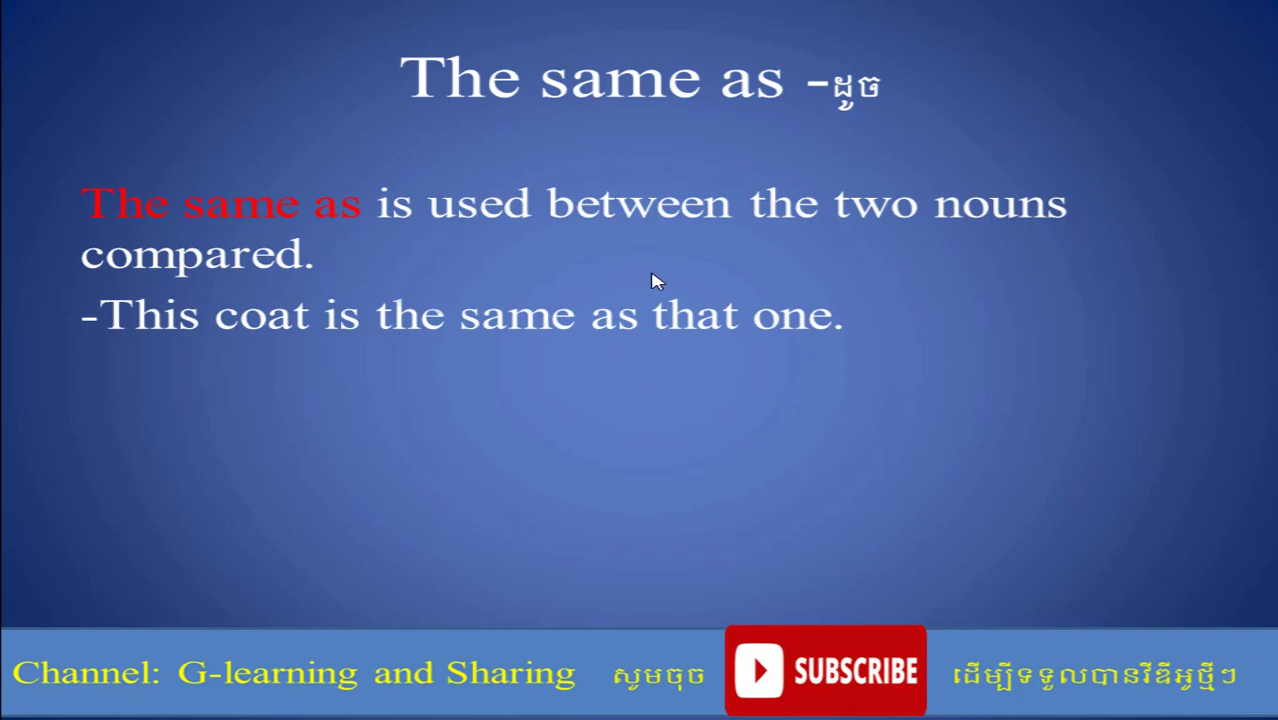 The same as -ដូច
The same as is used between the two nouns
compared.
-This coat is the same as that one.
Channel: G-learning and Sharing សូមចុច SUBSCRIBE ដើម្បីទទួលបានវីឌីអូថ្មីៗ